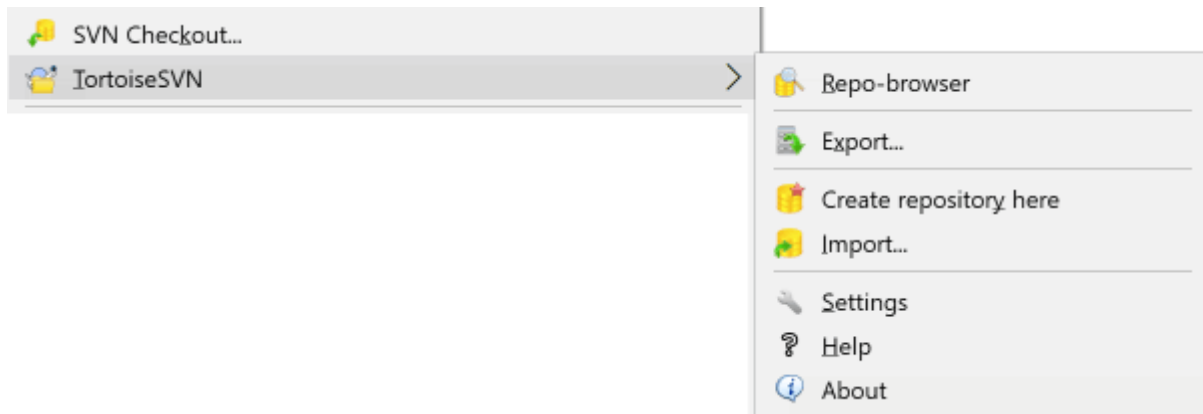 SVN Checkout...
TortoiseSVN
Repo-browser
Export...
Create repository here
Import...
Settings
Help
About